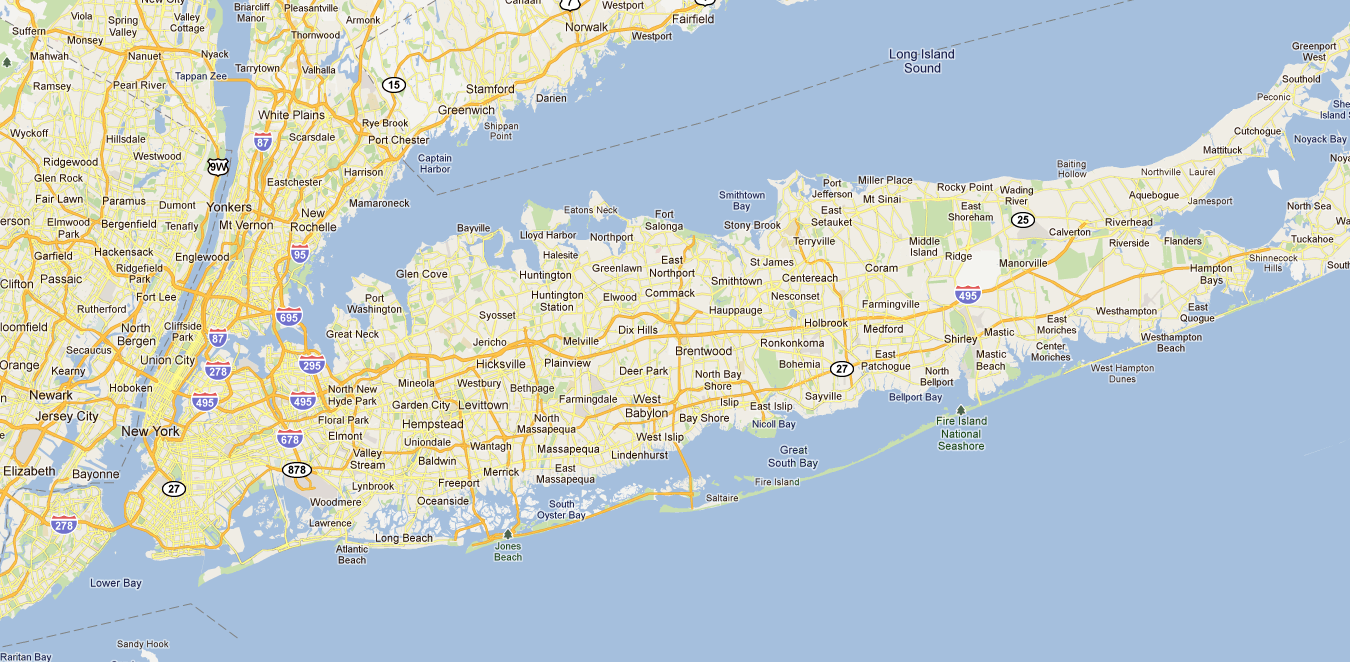 New City
Briarcliff
Manor
Pleasantville
Canaan
7
Westport
Viola
Spring
Valley
Valley
Cottage
Armonk
Fairfield
Suffern
Monsey
Thornwood
Norwalk
Westport
Mahwah
Nanuet
Nyack
Tarrytown
Valhalla
Tappan Zee
Long Island
Sound
Greenport
West
Ramsey
Pearl River
15
Stamford
Darien
Southold
Peconic
Greenwich
White Plains
Rye Brook
Port Chester
Shippan
Point
She
Island S
Wyckoff
Hillsdale
87
Scarsdale
Cutchogue
Noyack Bay
Ridgewood
Westwood
9W
Captain
Harbor
Mattituck
Noya
Glen Rock
Eastchester
Harrison
Baiting
Hollow
Northville
Laurel
Fair Lawn
Paramus
Dumont
Yonkers
Mamaroneck
Smithtown
Bay
Port
Jefferson
Miller Place
Mt Sinai
Rocky Point
Wading
River
Aquebogue
Jamesport
North Sea
erson
Elmwood
Park
Bergenfield
Tenafly
Mt Vernon
New
Rochelle
Eatons Neck
Fort
Salonga
Stony Brook
East
Setauket
East
Shoreham
25
Riverhead
Wa
Bayville
Lloyd Harbor
Northport
Calverton
Riverside
Flanders
Tuckahoe
Garfield
Hackensack
Englewood
95
Halesite
Terryville
Middle
Island
Ridge
Manorville
Shinnecock
Hills
South
Clifton
Passaic
Ridgefield
Park
Glen Cove
Huntington
Greenlawn
East
Northport
St James
Smithtown
Centereach
Coram
Hampton
Bays
Fort Lee
Port
Washington
Huntington
Station
Elwood
Commack
Nesconset
Farmingville
495
Rutherford
695
Syosset
Hauppauge
Westhampton
East
Quogue
loomfield
North
Bergen
Cliffside
Park
87
Great Neck
Dix Hills
Holbrook
Medford
Shirley
Mastic
East
Moriches
Secaucus
Jericho
Melville
Ronkonkoma
Center
Moriches
Westhampton
Beach
Orange
Kearny
Union City
278
295
Hicksville
Plainview
Brentwood
Bohemia
27
East
Patchogue
Mastic
Beach
Hoboken
Mineola
Westbury
Bethpage
Deer Park
North Bay
Shore
North
Bellport
West Hampton
Dunes
n
Newark
495
495
North New
Hyde Park
Garden City
Levittown
Farmingdale
West
Babylon
Islip
East Islip
Sayville
Bellport Bay
Jersey City
Floral Park
Hempstead
North
Massapequa
Bay Shore
Nicoll Bay
Fire Island
National
Seashore
e
New York
678
Elmont
Uniondale
Wantagh
Massapequa
West Islip
Lindenhurst
Great
South Bay
Elizabeth
Bayonne
878
Valley
Stream
Baldwin
Merrick
East
Massapequa
27
Lynbrook
Freeport
Fire Island
Woodmere
Oceanside
South
Oyster Bay
Saltaire
278
Lawrence
Long Beach
Atlantic
Beach
Jones
Beach
Lower Bay
Sandy Hook
Raritan Bay